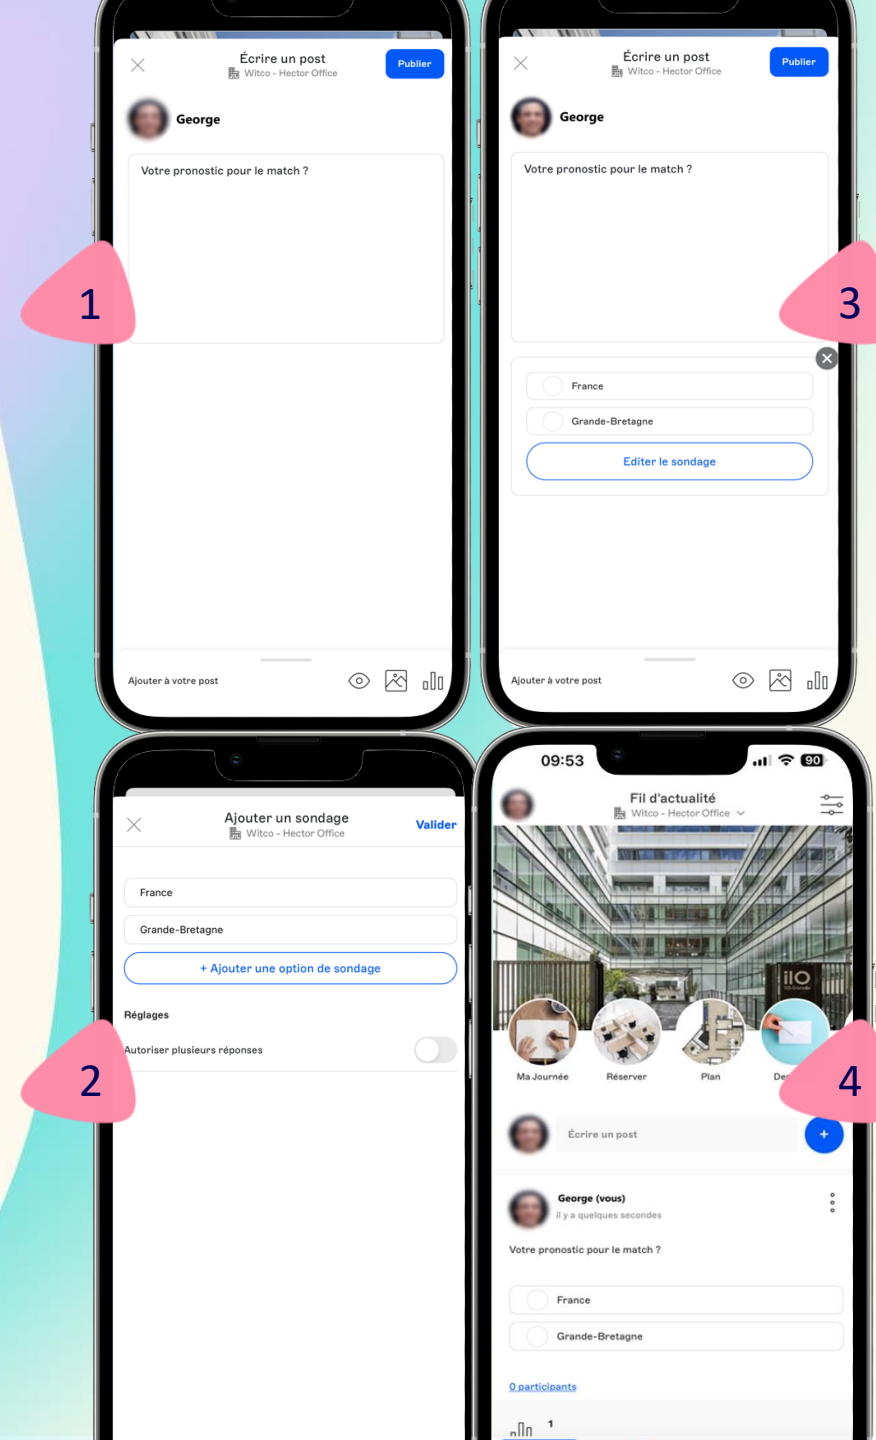 Écrire un post
Witco - Hector Office
Publier
George
Votre pronostic pour le match ?
1
Ajouter à votre post
Ajouter un sondage
Witco - Hector Office
Valider
France
Grande-Bretagne
+ Ajouter une option de sondage
Réglages
Autoriser plusieurs réponses
2
Écrire un post
Witco - Hector Office
Publier
George
Votre pronostic pour le match ?
3
France
Grande-Bretagne
Editer le sondage
Ajouter à votre post
09:53
90
Fil d'actualité
Witco - Hector Office
ilO
Ma Journée
Réserver
Plan
4
Écrire un post
+
George (vous)
il y a quelques secondes
Votre pronostic pour le match ?
France
Grande-Bretagne
0 participants
1